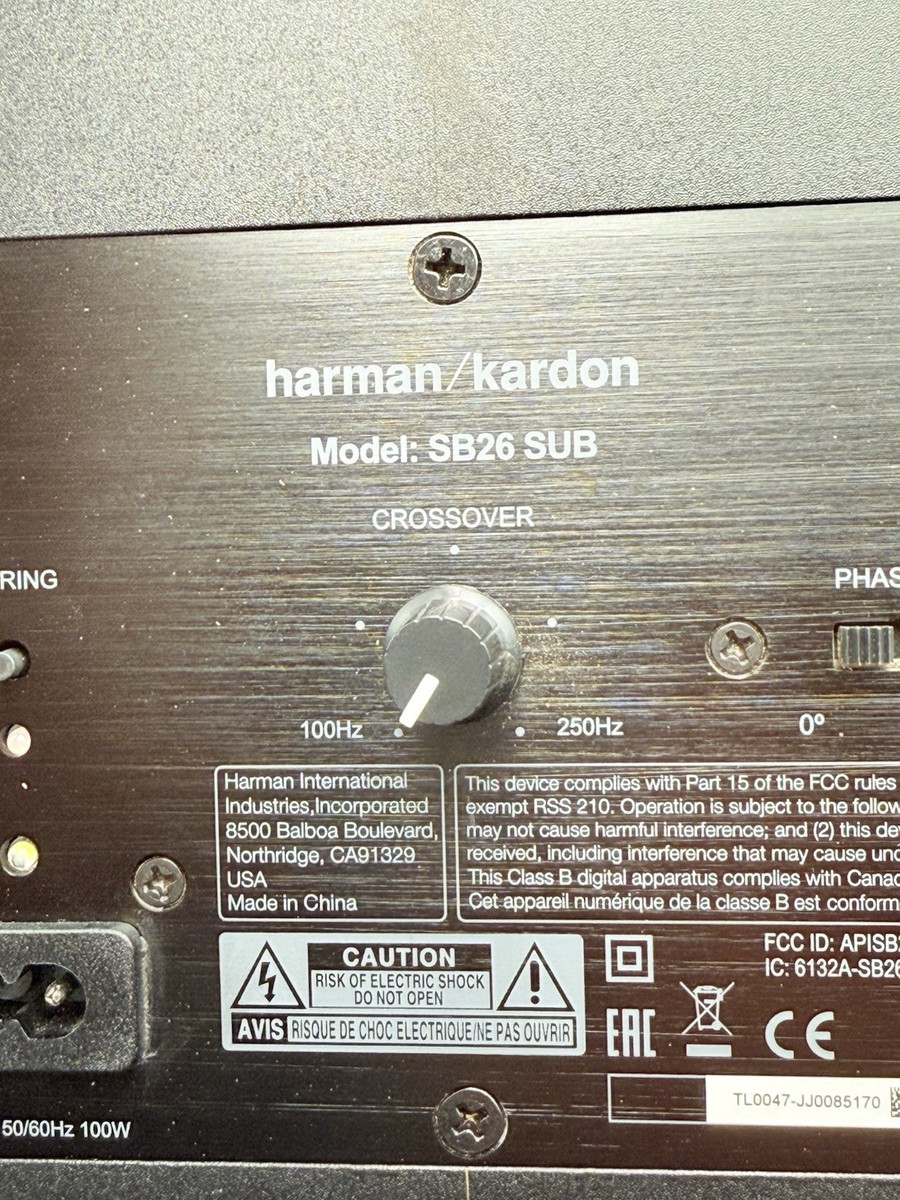 harman/kardon
Model: SB26 SUB
CROSSOVER
RING
PHAS
100Hz
250Hz
0°
Harman International
Industries,Incorporated
8500 Balboa Boulevard,
Northridge, CA91329
USA
Made in China
This device complies with Part 15 of the FCC rules
exempt RSS 210. Operation is subject to the follow
may not cause harmful interference; and (2) this de
received, including interference that may cause un
This Class B digital apparatus complies with Canad
Cet appareil numérique de la classe B est conform
CAUTION
RISK OF ELECTRIC SHOCK
DO NOT OPEN
AVIS RISQUE DE CHOC ELECTRIQUE/NE PAS OUVRIR
FCC ID: APISB2
IC: 6132A-SB26
EAC
CE
TL0047-JJ0085170
50/60Hz 100W